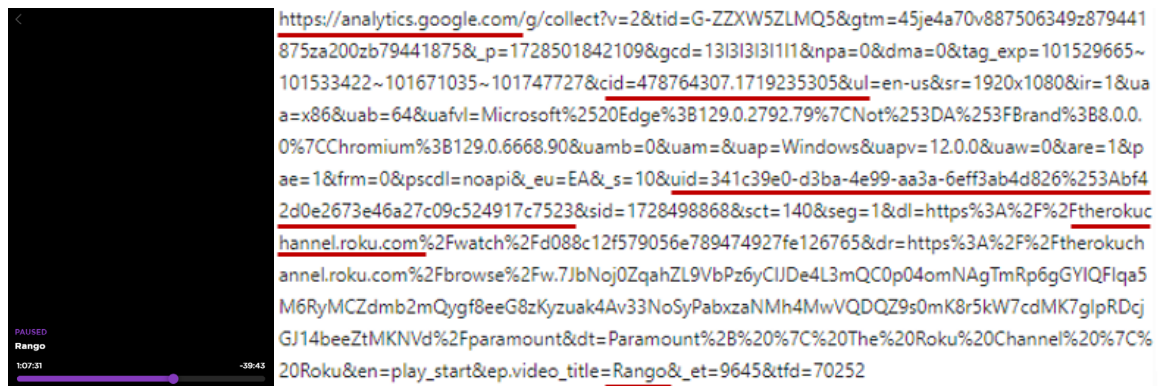 PAUSED
Rango
1:07:31 -39:43
https://analytics.google.com/g/collect?v=2&tid=G-ZZXW5ZLMQ5&gtm=45je4a70v887506349z879441
875za200zb79441875&_p=1728501842109&gcd=13l3l3l3l1l1&npa=0&dma=0&tag_exp=101529665~
101533422~101671035~101747727&cid=478764307.1719235305&ul=en-us&sr=1920x1080&ir=1&ua
a=x86&uab=64&uafvl=Microsoft%2520Edge%3B129.0.2792.79%7CNot%253DA%253FBrand%3B8.0.0.
0%7CChromium%3B129.0.6668.90&uamb=0&uam=&uap=Windows&uapv=12.0.0&uaw=0&are=1&p
ae=1&frm=0&pscdl=noapi&_eu=EA&_s=10&uid=341c39e0-d3ba-4e99-aa3a-6eff3ab4d826%253Abf4
2d0e2673e46a27c09c524917c7523&sid=1728498868&sct=140&seg=1&dl=https%3A%2F%2Ftherokuc
hannel.roku.com%2Fwatch%2Fd088c12f579056e789474927fe126765&dr=https%3A%2F%2Ftherokuch
annel.roku.com%2Fbrowse%2Fw.7JbNoj0ZqahZL9VbPz6yClJDe4L3mQC0p04omNAgTmRp6gGYlQFlqa5
M6RyMCZdmb2mQygf8eeG8zKyzuak4Av33NoSyPabxzaNMh4MwVQDQZ9s0mK8r5kW7cdMK7glpRDcj
GJ14beeZtMKNVd%2Fparamount&dt=Paramount%2B%20%7C%20The%20Roku%20Channel%20%7C%
20Roku&en=play_start&ep.video_title=Rango&_et=9645&tfd=70252